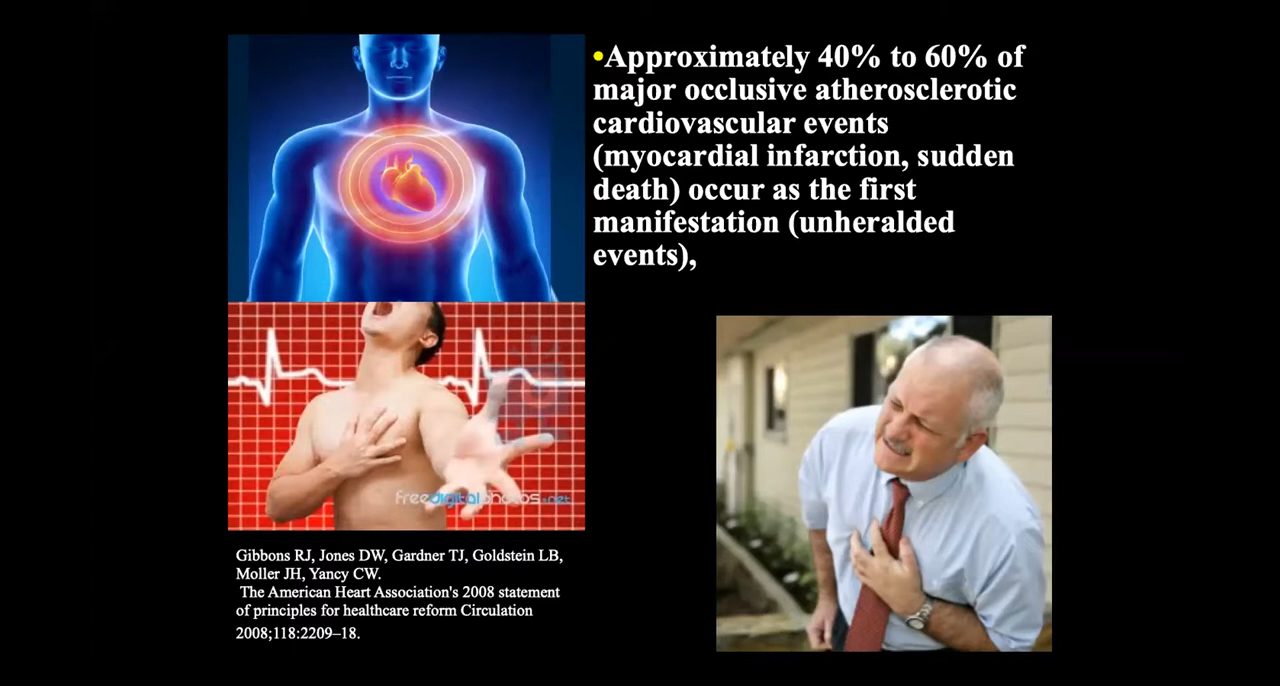 •Approximately 40% to 60% of
major occlusive atherosclerotic
cardiovascular events
(myocardial infarction, sudden
death) occur as the first
manifestation (unheralded
events),
freedigitalphotos.net
Gibbons RJ, Jones DW, Gardner TJ, Goldstein LB,
Moller JH, Yancy CW.
The American Heart Association's 2008 statement
of principles for healthcare reform Circulation
2008;118:2209–18.